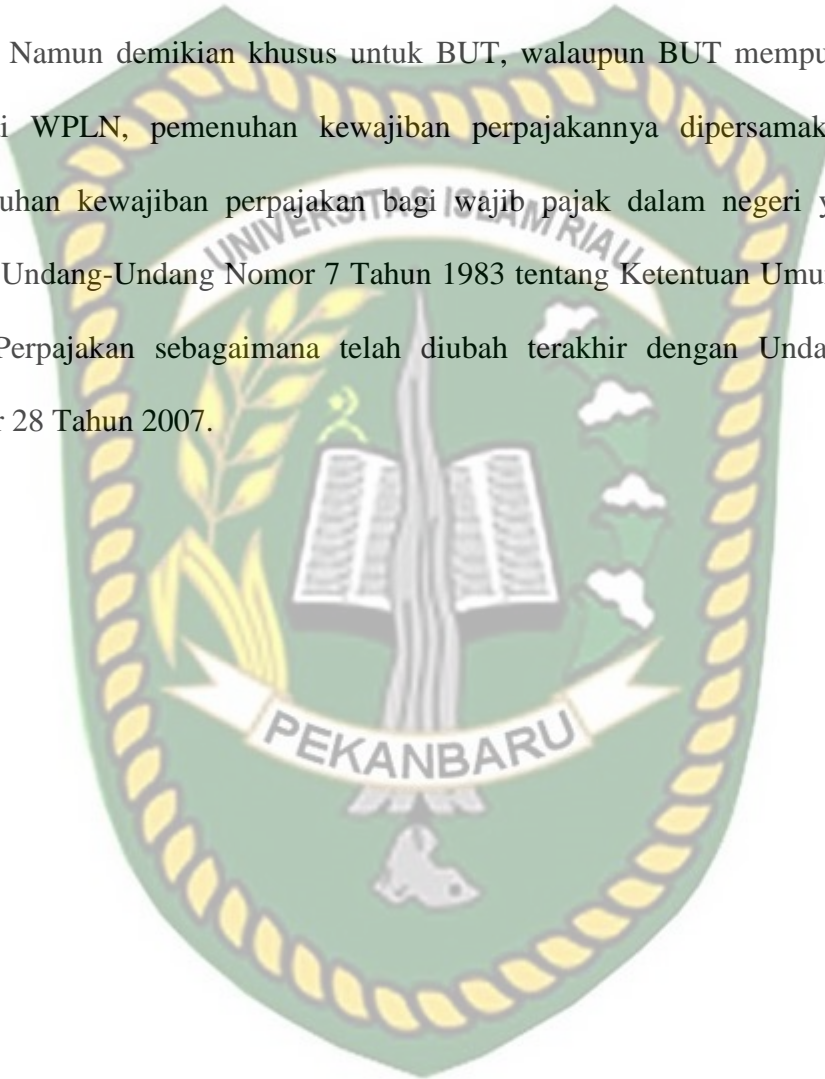 Namun demikian khusus untuk BUT, walaupun BUT mempu
i WPLN, pemenuhan kewajiban perpajakannya dipersamak
uhan kewajiban perpajakan bagi wajib pajak dalam negeri y
Undang-Undang Nomor 7 Tahun 1983 tentang Ketentuan Umu
Perpajakan sebagaimana telah diubah terakhir dengan Unda
r 28 Tahun 2007.
UNIVERSITAS ISLAM RIAU
PEKANBARU